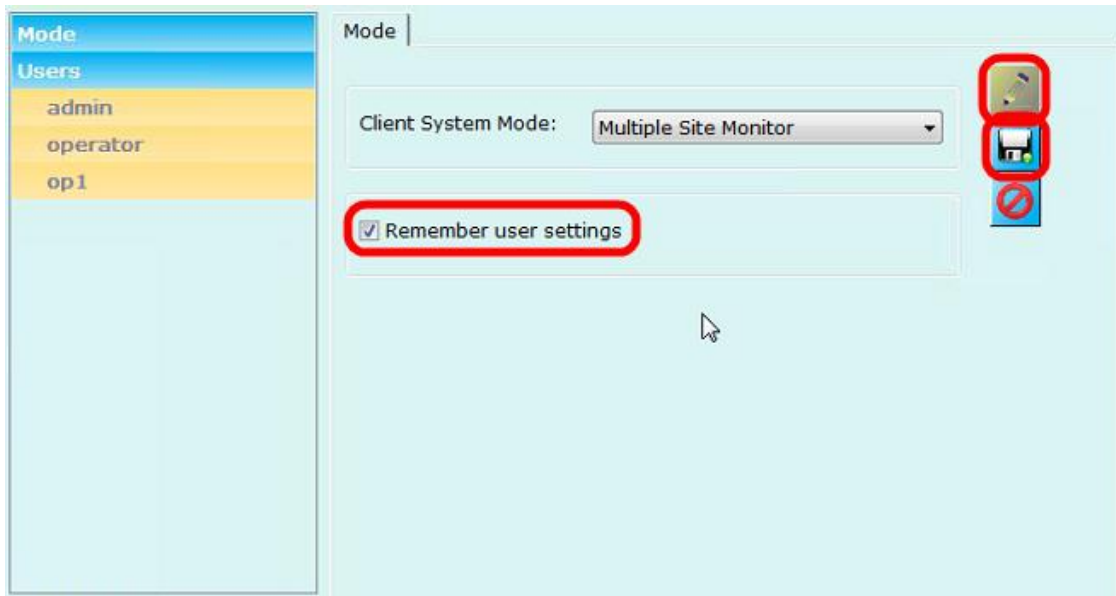 Mode
Users
admin
operator
op1
Mode
Client System Mode: Multiple Site Monitor
Remember user settings